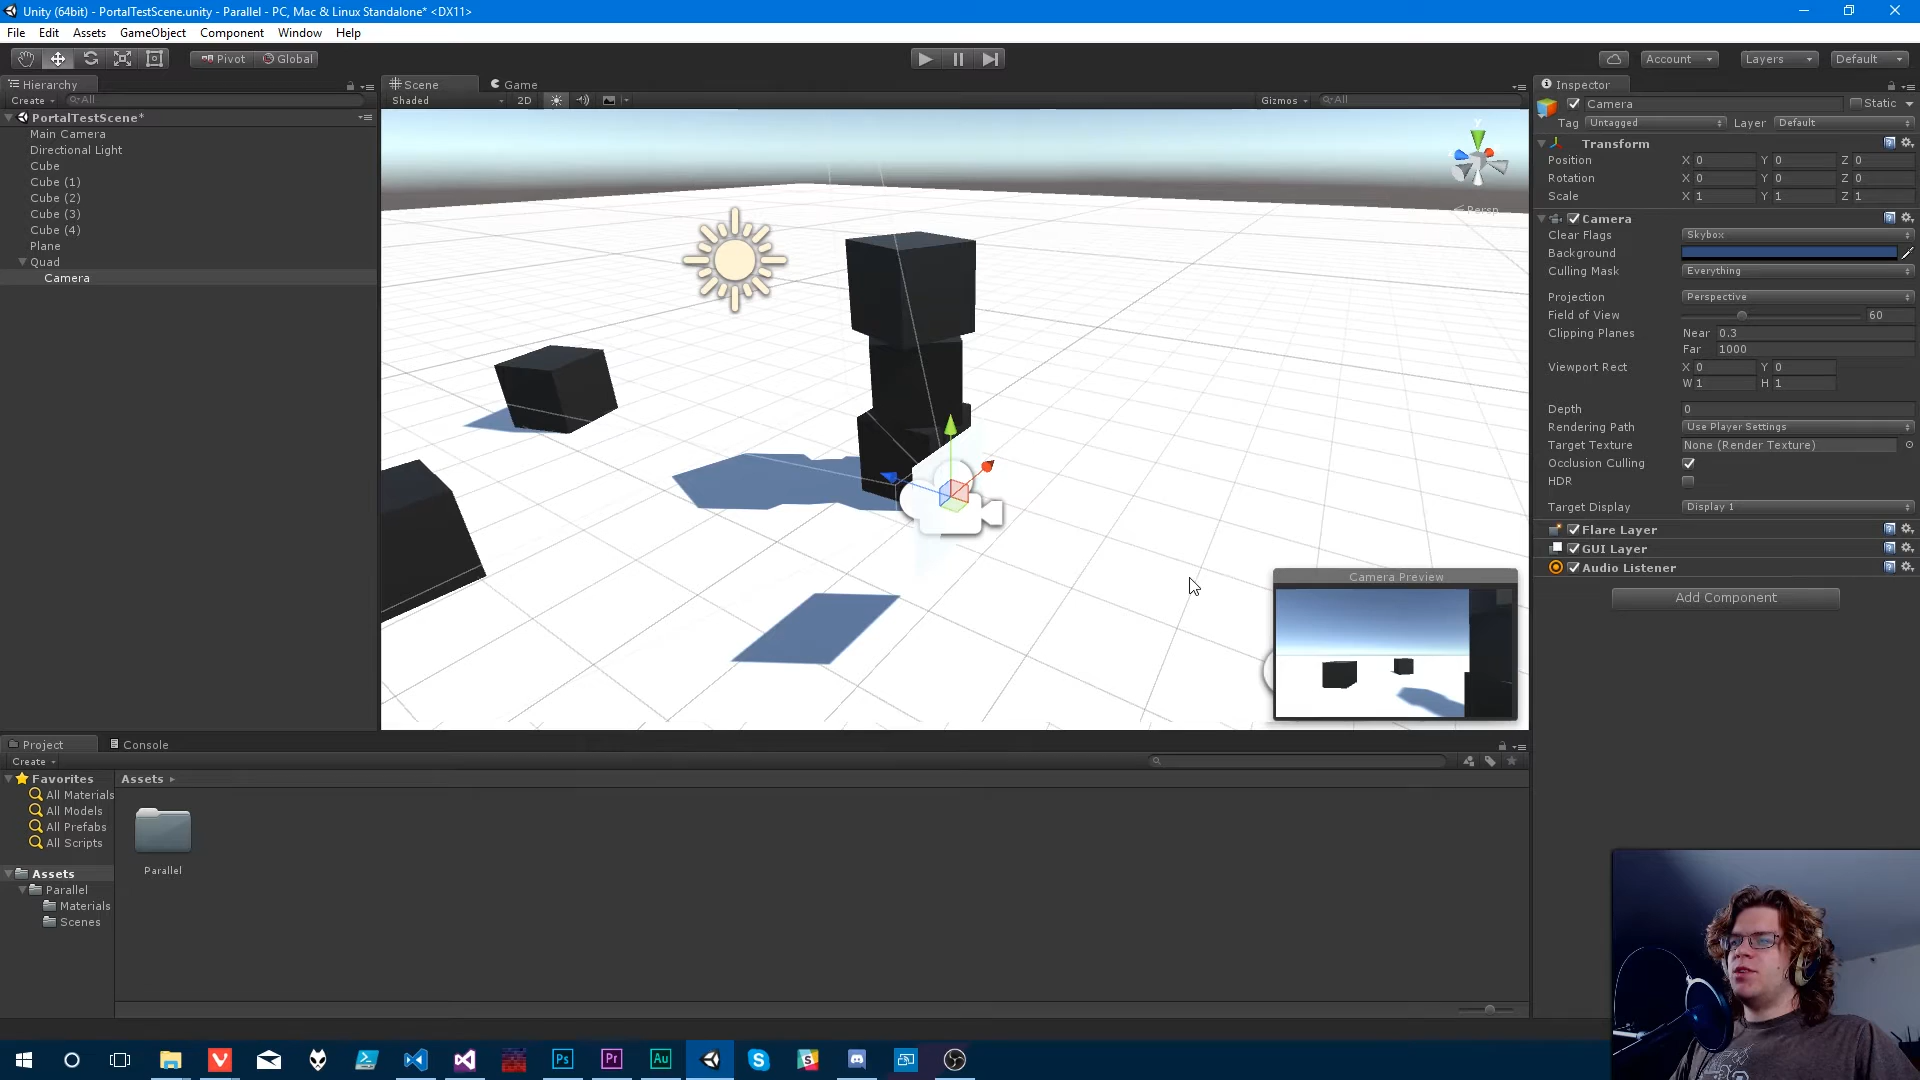 Unity (64bit) - PortalTestScene.unity - Parallel - PC, Mac & Linux Standalone* <DX11>
File Edit Assets GameObject Component Window Help
Pivot Global Account Layers Default
Hierarchy
Create All
PortalTestScene*
Main Camera
Directional Light
Cube
Cube (1)
Cube (2)
Cube (3)
Cube (4)
Plane
Quad
Camera
Scene Game
Shaded 2D Gizmos All
Y
Persp
Camera Preview
Inspector
Camera Static
Tag Untagged Layer Default
Transform
Position X 0 Y 0 Z 0
Rotation X 0 Y 0 Z 0
Scale X 1 Y 1 Z 1
Camera
Clear Flags Skybox
Background
Culling Mask Everything
Projection Perspective
Field of View 60
Clipping Planes Near 0.3
Far 1000
Viewport Rect X 0 Y 0
W 1 H 1
Depth 0
Rendering Path Use Player Settings
Target Texture None (Render Texture)
Occlusion Culling
HDR
Target Display Display 1
Flare Layer
GUI Layer
Audio Listener
Add Component
Project Console
Create
Favorites
All Materials
All Models
All Prefabs
All Scripts
Assets
Parallel
Materials
Scenes
Assets
Parallel
Ps Pr Au